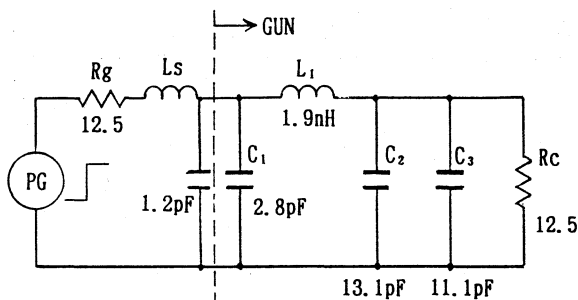 GUN
Rg
Ls
L₁
12.5
1.9nH
PG
C₁
C₂
C₃
Rc
1.2pF
2.8pF
12.5
13.1pF
11.1pF